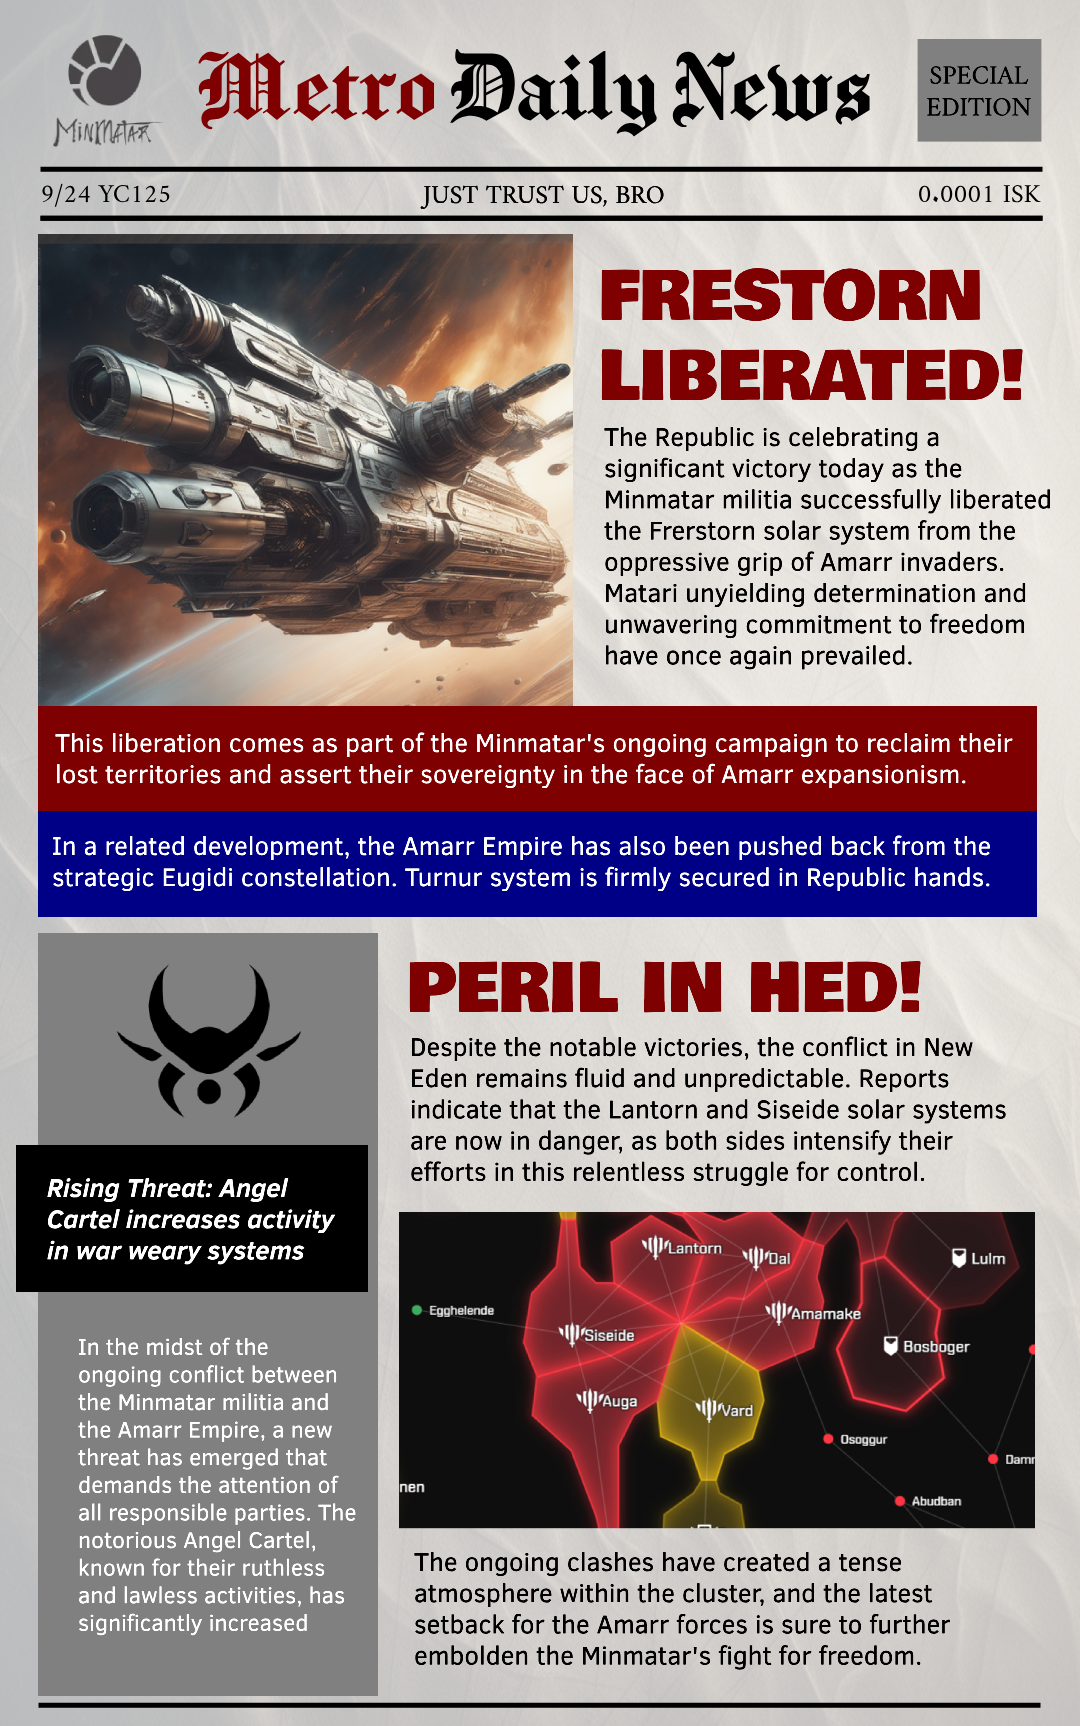 MiNMATAR
Metro Daily News
SPECIAL
EDITION
9/24 YC125
JUST TRUST US, BRO
0.0001 ISK
FRESTORN
LIBERATED!
The Republic is celebrating a
significant victory today as the
Minmatar militia successfully liberated
the Frerstorn solar system from the
oppressive grip of Amarr invaders.
Matari unyielding determination and
unwavering commitment to freedom
have once again prevailed.
This liberation comes as part of the Minmatar's ongoing campaign to reclaim their
lost territories and assert their sovereignty in the face of Amarr expansionism.
In a related development, the Amarr Empire has also been pushed back from the
strategic Eugidi constellation. Turnur system is firmly secured in Republic hands.
Rising Threat: Angel
Cartel increases activity
in war weary systems
In the midst of the
ongoing conflict between
the Minmatar militia and
the Amarr Empire, a new
threat has emerged that
demands the attention of
all responsible parties. The
notorious Angel Cartel,
known for their ruthless
and lawless activities, has
significantly increased
PERIL IN HED!
Despite the notable victories, the conflict in New
Eden remains fluid and unpredictable. Reports
indicate that the Lantorn and Siseide solar systems
are now in danger, as both sides intensify their
efforts in this relentless struggle for control.
Lantorn
Dal
Lulm
Egghelende
Amamake
Siseide
Bosboger
Auga
Vard
Osoggur
Damr
nen
Abudban
The ongoing clashes have created a tense
atmosphere within the cluster, and the latest
setback for the Amarr forces is sure to further
embolden the Minmatar's fight for freedom.